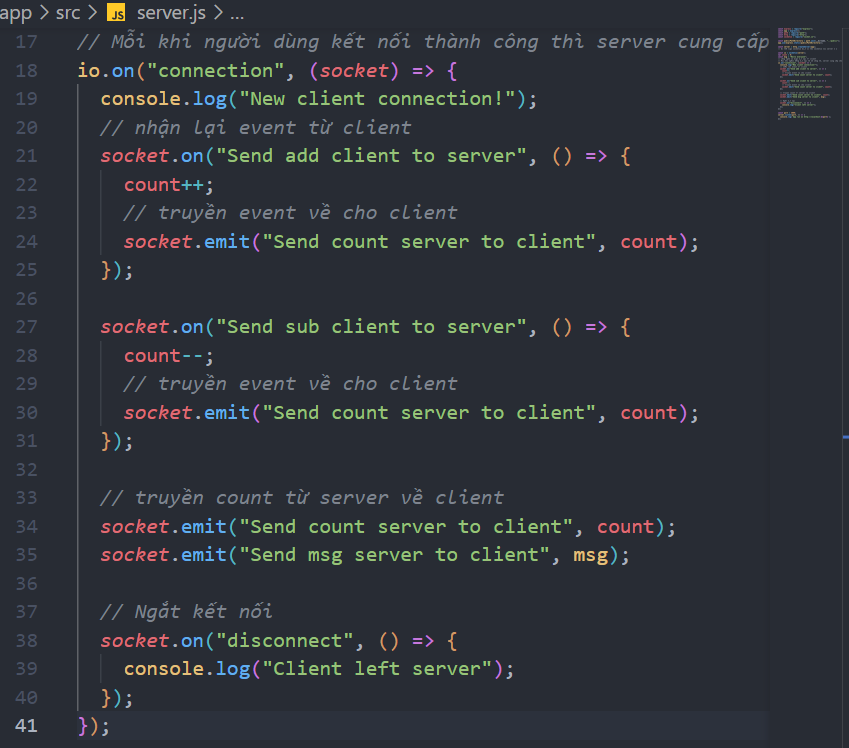 app > src > JS server.js > ...
17 // Mỗi khi người dùng kết nối thành công thì server cung cấp
18 io.on("connection", (socket) => {
19 console.log("New client connection!");
20 // nhận lại event từ client
21 socket.on("Send add client to server", () => {
22 count++;
23 // truyền event về cho client
24 socket.emit("Send count server to client", count);
25 });
26
27 socket.on("Send sub client to server", () => {
28 count--;
29 // truyền event về cho client
30 socket.emit("Send count server to client", count);
31 });
32
33 // truyền count từ server về client
34 socket.emit("Send count server to client", count);
35 socket.emit("Send msg server to client", msg);
36
37 // Ngắt kết nối
38 socket.on("disconnect", () => {
39 console.log("Client left server");
40 });
41 });